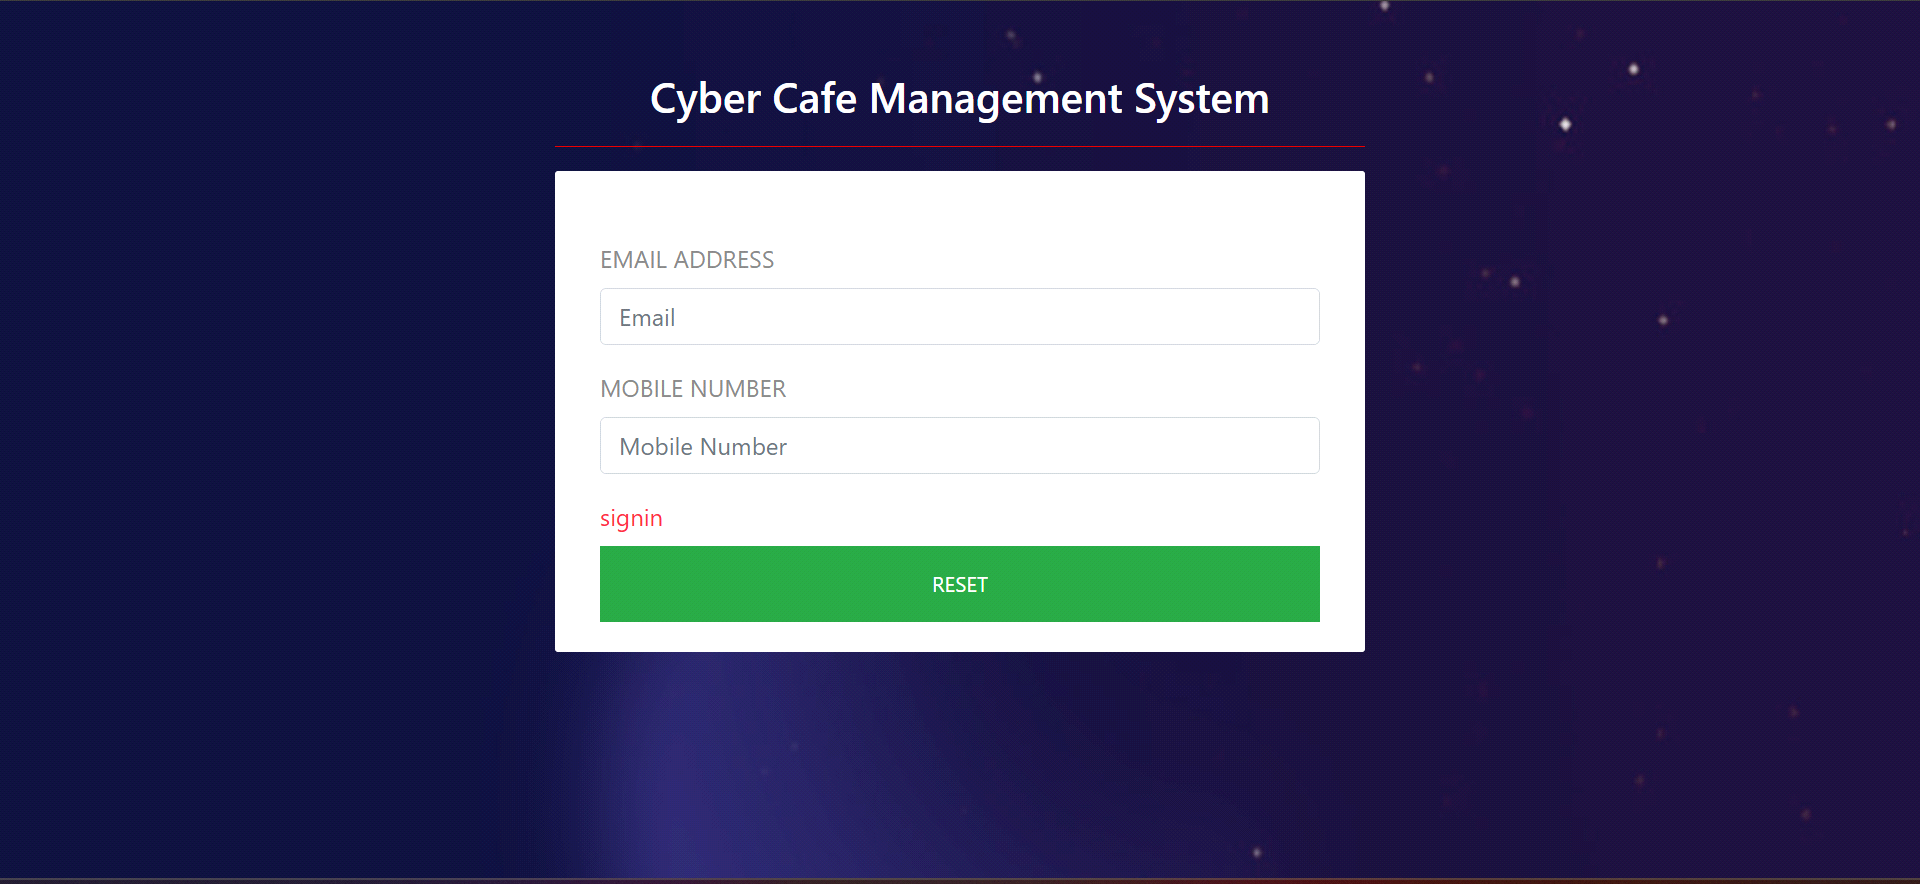 Cyber Cafe Management System
EMAIL ADDRESS
Email
MOBILE NUMBER
Mobile Number
signin
RESET